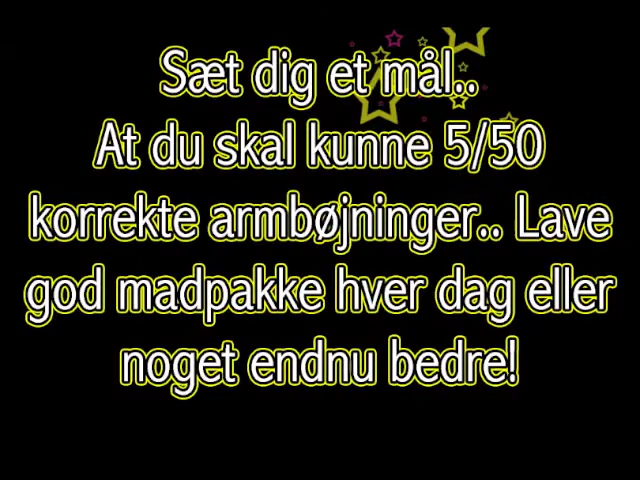 Sæt dig et mål..
At du skal kunne 5/50
korrekte armbøjninger.. Lave
god madpakke hver dag eller
noget endnu bedre!